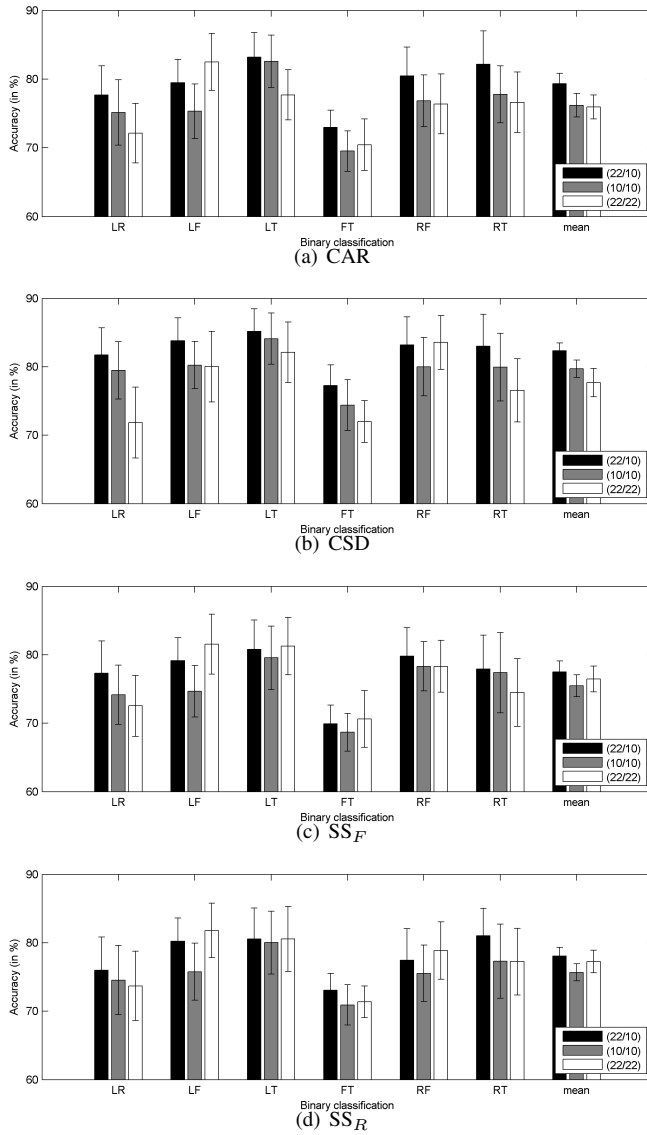 90
80
70
60
Accuracy (in %)
(22/10)
(10/10)
(22/22)
LR LF LT FT RF RT mean
Binary classification
(a) CAR
90
80
70
60
Accuracy (in %)
(22/10)
(10/10)
(22/22)
LR LF LT FT RF RT mean
Binary classification
(b) CSD
90
80
70
60
Accuracy (in %)
(22/10)
(10/10)
(22/22)
LR LF LT FT RF RT mean
Binary classification
(c) SS_F
90
80
70
60
Accuracy (in %)
(22/10)
(10/10)
(22/22)
LR LF LT FT RF RT mean
Binary classification
(d) SS_R